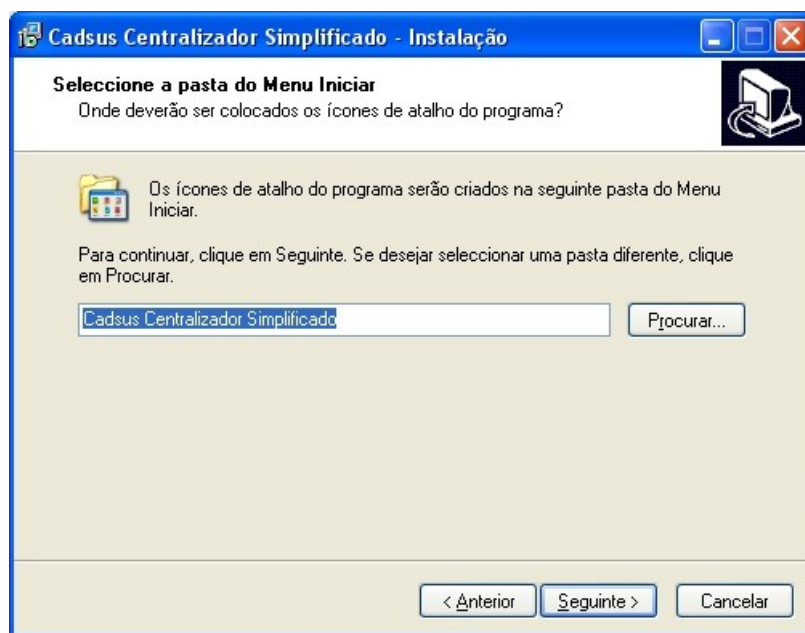 Cadsus Centralizador Simplificado - Instalação
Seleccione a pasta do Menu Iniciar
Onde deverão ser colocados os ícones de atalho do programa?
Os ícones de atalho do programa serão criados na seguinte pasta do Menu
Iniciar.
Para continuar, clique em Seguinte. Se desejar seleccionar uma pasta diferente, clique
em Procurar.
Cadsus Centralizador Simplificado
Procurar...
< Anterior
Seguinte >
Cancelar